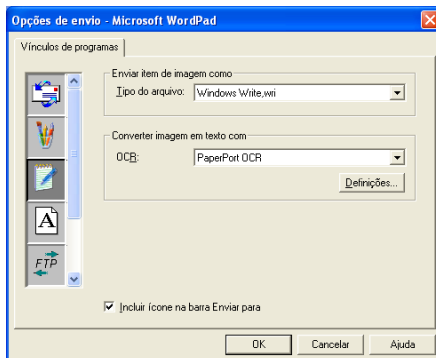 Opções de envio - Microsoft WordPad
Vínculos de programas
Enviar item de imagem como
Tipo do arquivo: Windows Write,wri
Converter imagem em texto com
OCR: PaperPort OCR
Definições...
A
FTP
Incluir ícone na barra Enviar para
OK Cancelar Ajuda